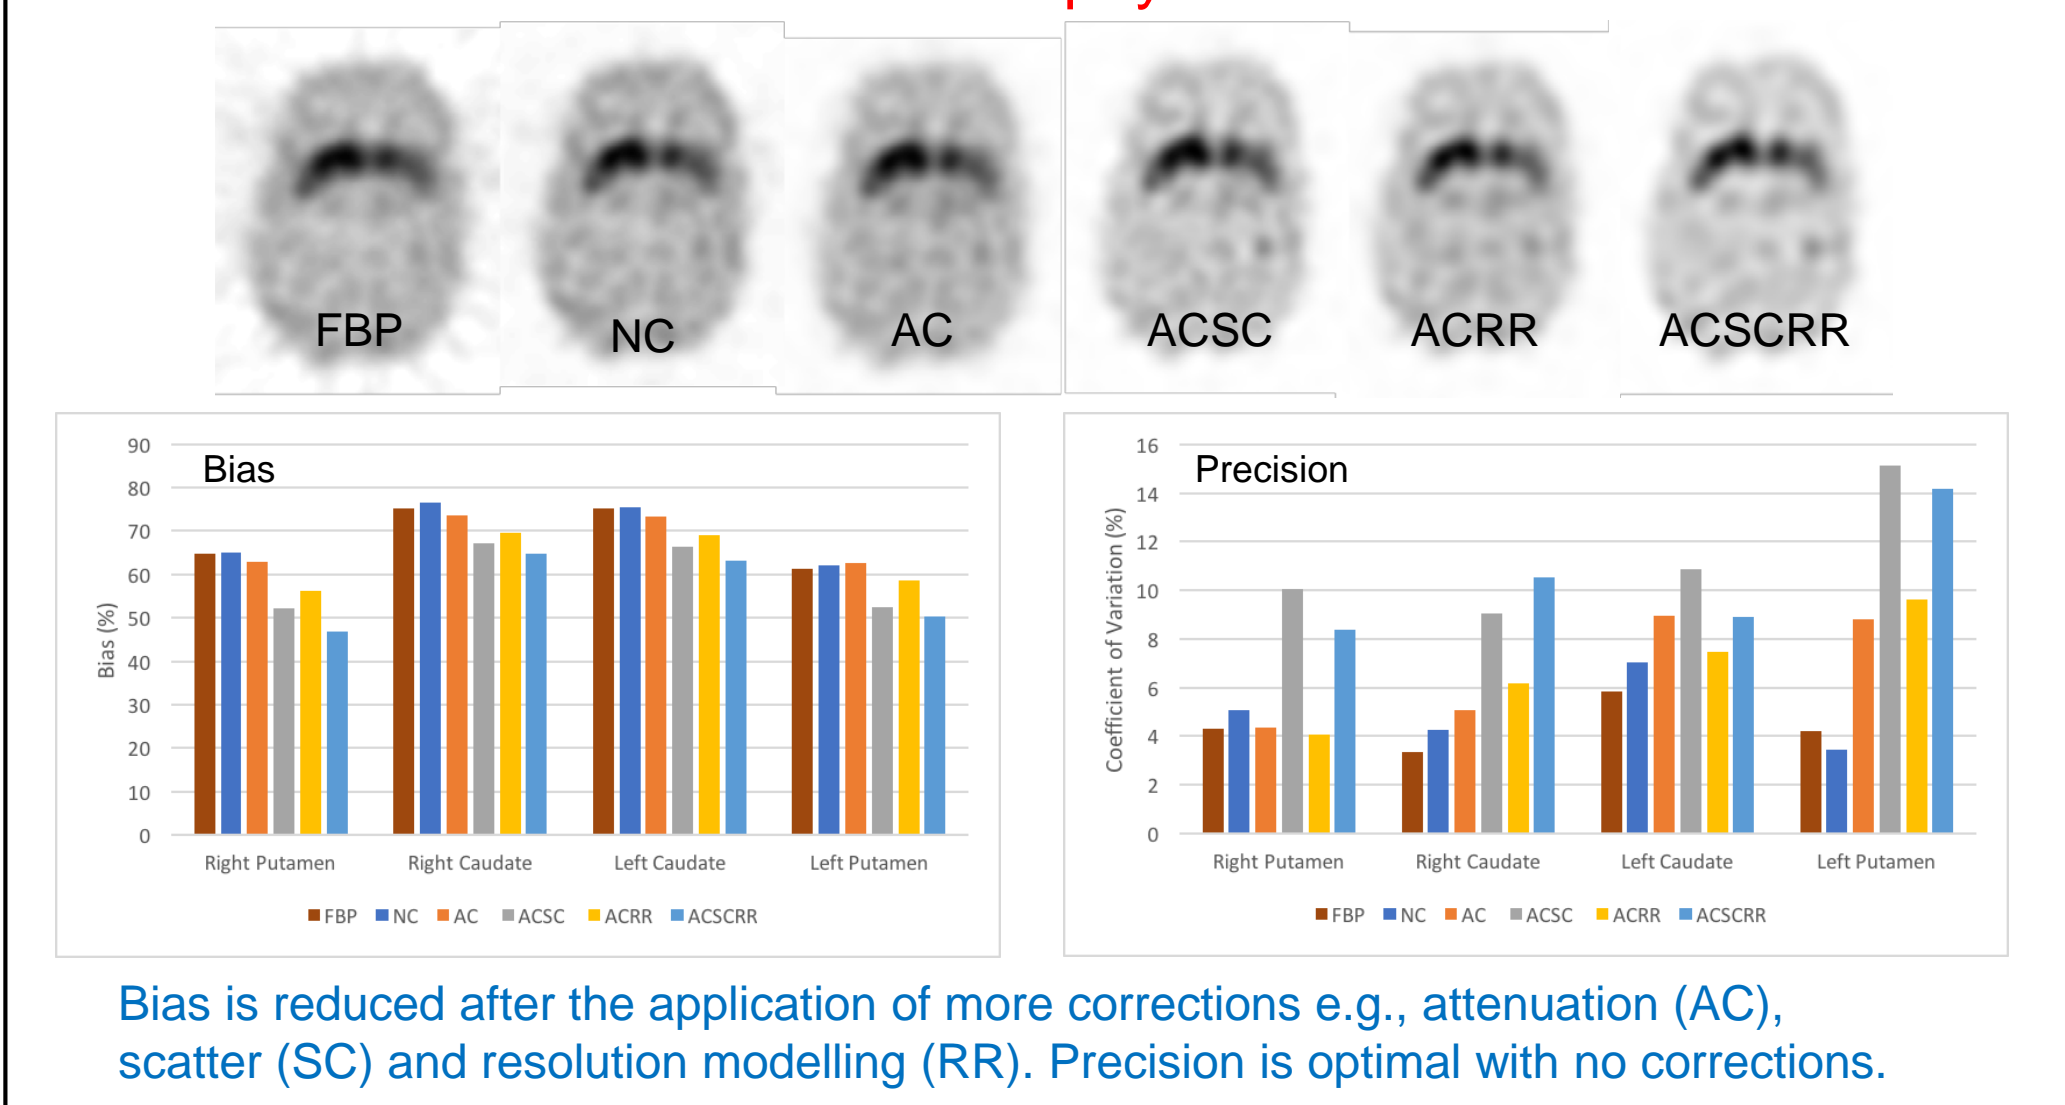 FBP
NC
AC
ACSC
ACRR
ACSCRR
Bias
90
80
70
60
50
40
30
20
10
0
Bias (%)
Right Putamen Right Caudate Left Caudate Left Putamen
FBP NC AC ACSC ACRR ACSCRR
Precision
16
14
12
10
8
6
4
2
0
Coefficient of Variation (%)
Right Putamen Right Caudate Left Caudate Left Putamen
FBP NC AC ACSC ACRR ACSCRR
Bias is reduced after the application of more corrections e.g., attenuation (AC),
scatter (SC) and resolution modelling (RR). Precision is optimal with no corrections.